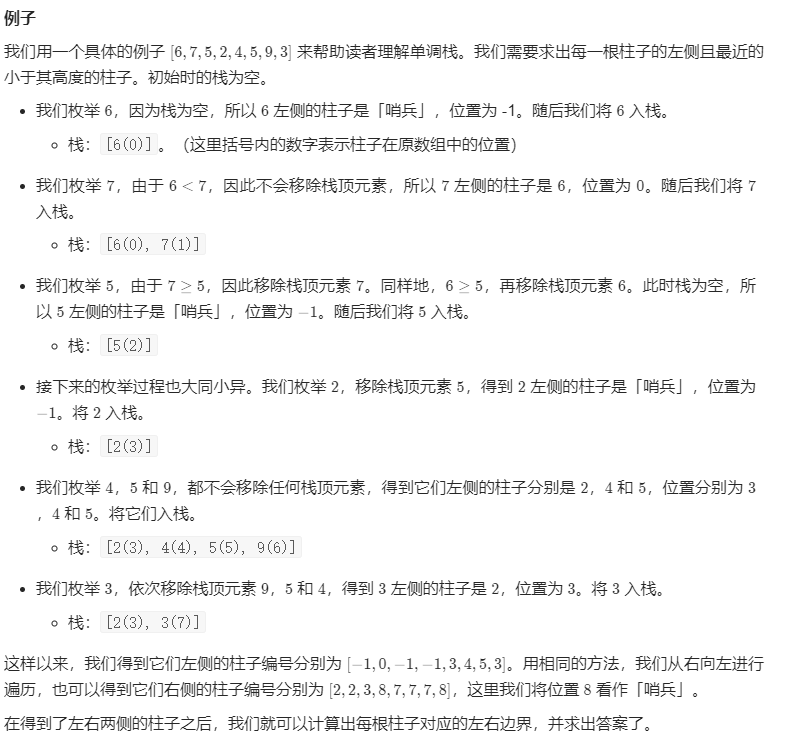 例子
我们用一个具体的例子 [6, 7, 5, 2, 4, 5, 9, 3] 来帮助读者理解单调栈。我们需要求出每一根柱子的左侧且最近的
小于其高度的柱子。初始时的栈为空。
• 我们枚举 6，因为栈为空，所以 6 左侧的柱子是「哨兵」，位置为 -1。随后我们将 6 入栈。
◦ 栈：[6(0)]。（这里括号内的数字表示柱子在原数组中的位置）
• 我们枚举 7，由于 6 < 7，因此不会移除栈顶元素，所以 7 左侧的柱子是 6，位置为 0。随后我们将 7
入栈。
◦ 栈：[6(0), 7(1)]
• 我们枚举 5，由于 7 ≥ 5，因此移除栈顶元素 7。同样地，6 ≥ 5，再移除栈顶元素 6。此时栈为空，所
以 5 左侧的柱子是「哨兵」，位置为 −1。随后我们将 5 入栈。
◦ 栈：[5(2)]
• 接下来的枚举过程也大同小异。我们枚举 2，移除栈顶元素 5，得到 2 左侧的柱子是「哨兵」，位置为
−1。将 2 入栈。
◦ 栈：[2(3)]
• 我们枚举 4，5 和 9，都不会移除任何栈顶元素，得到它们左侧的柱子分别是 2，4 和 5，位置分别为 3
，4 和 5。将它们入栈。
◦ 栈：[2(3), 4(4), 5(5), 9(6)]
• 我们枚举 3，依次移除栈顶元素 9，5 和 4，得到 3 左侧的柱子是 2，位置为 3。将 3 入栈。
◦ 栈：[2(3), 3(7)]
这样以来，我们得到它们左侧的柱子编号分别为 [−1, 0, −1, −1, 3, 4, 5, 3]。用相同的方法，我们从右向左进行
遍历，也可以得到它们右侧的柱子编号分别为 [2, 2, 3, 8, 7, 7, 7, 8]，这里我们将位置 8 看作「哨兵」。
在得到了左右两侧的柱子之后，我们就可以计算出每根柱子对应的左右边界，并求出答案了。